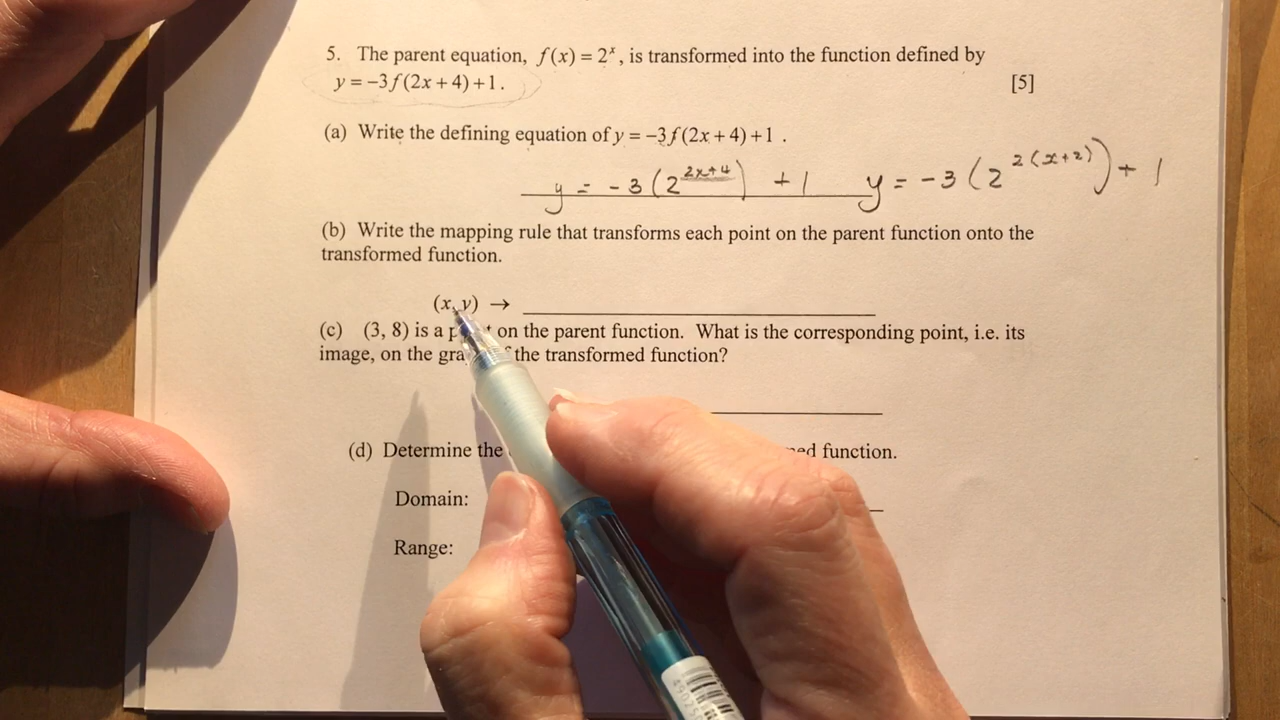 5. The parent equation, f(x) = 2ˣ, is transformed into the function defined by
y = −3f(2x + 4) + 1. [5]
(a) Write the defining equation of y = −3f(2x + 4) + 1 .
y = - 3 (2^(2x+4)) + 1 y = -3 (2^(2(x+2))) + 1
(b) Write the mapping rule that transforms each point on the parent function onto the
transformed function.
(x, y) →
(c) (3, 8) is a on the parent function. What is the corresponding point, i.e. its
image, on the the transformed function?
(d) Determine the function.
Domain:
Range: